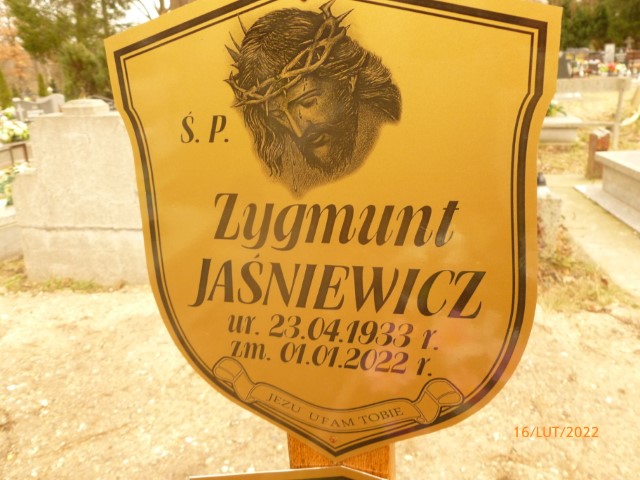 Ś. P.
Zygmunt
JAŚNIEWICZ
ur. 23.04.1933 r.
zm. 01.01.2022 r.
JEZU UFAM TOBIE
16/LUT/2022